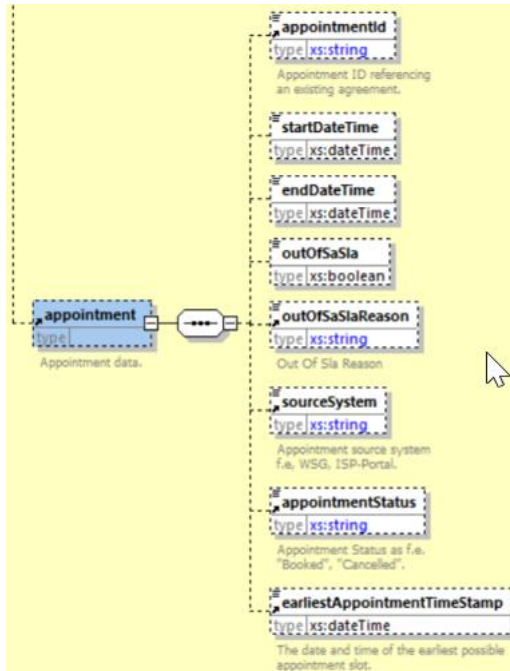 appointmentId
type xs:string
Appointment ID referencing
an existing agreement.
startDateTime
type xs:dateTime
endDateTime
type xs:dateTime
outOfSaSla
type xs:boolean
appointment
type
Appointment data.
outOfSaSlaReason
type xs:string
Out Of Sla Reason
sourceSystem
type xs:string
Appointment source system
f.e, WSG, ISP-Portal.
appointmentStatus
type xs:string
Appointment Status as f.e.
"Booked", "Cancelled".
earliestAppointmentTimeStamp
type xs:dateTime
The date and time of the earliest possible
appointment slot.